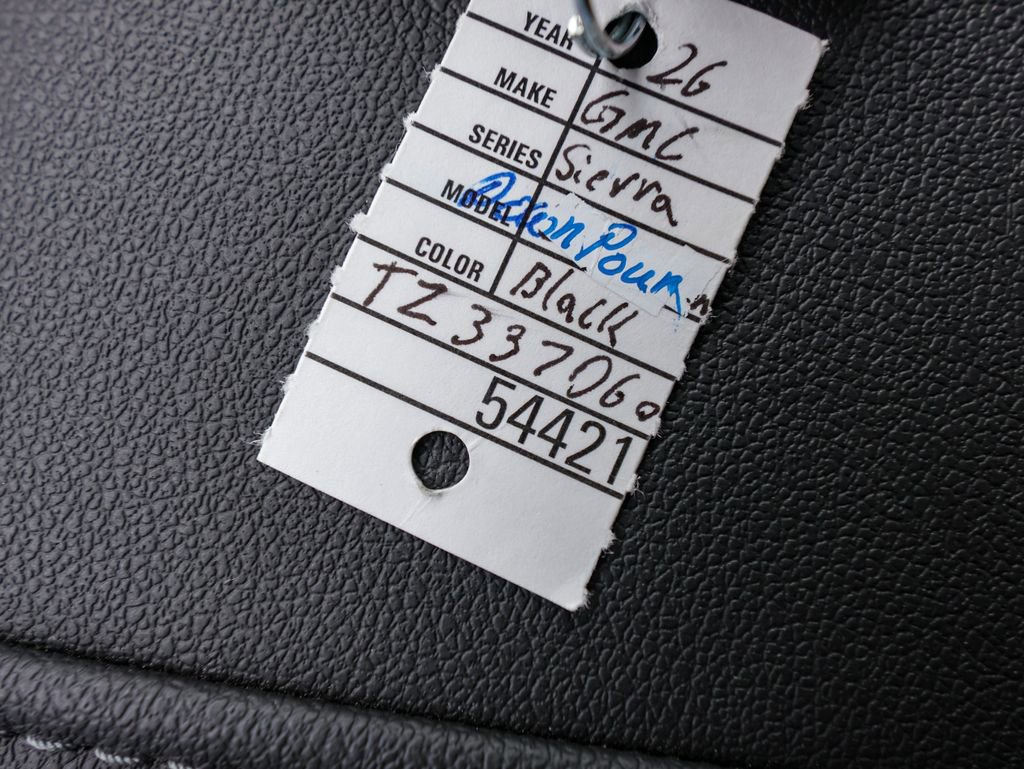 YEAR 26
MAKE GMC
SERIES Sierra
MODEL
COLOR Black
TZ337060
54421